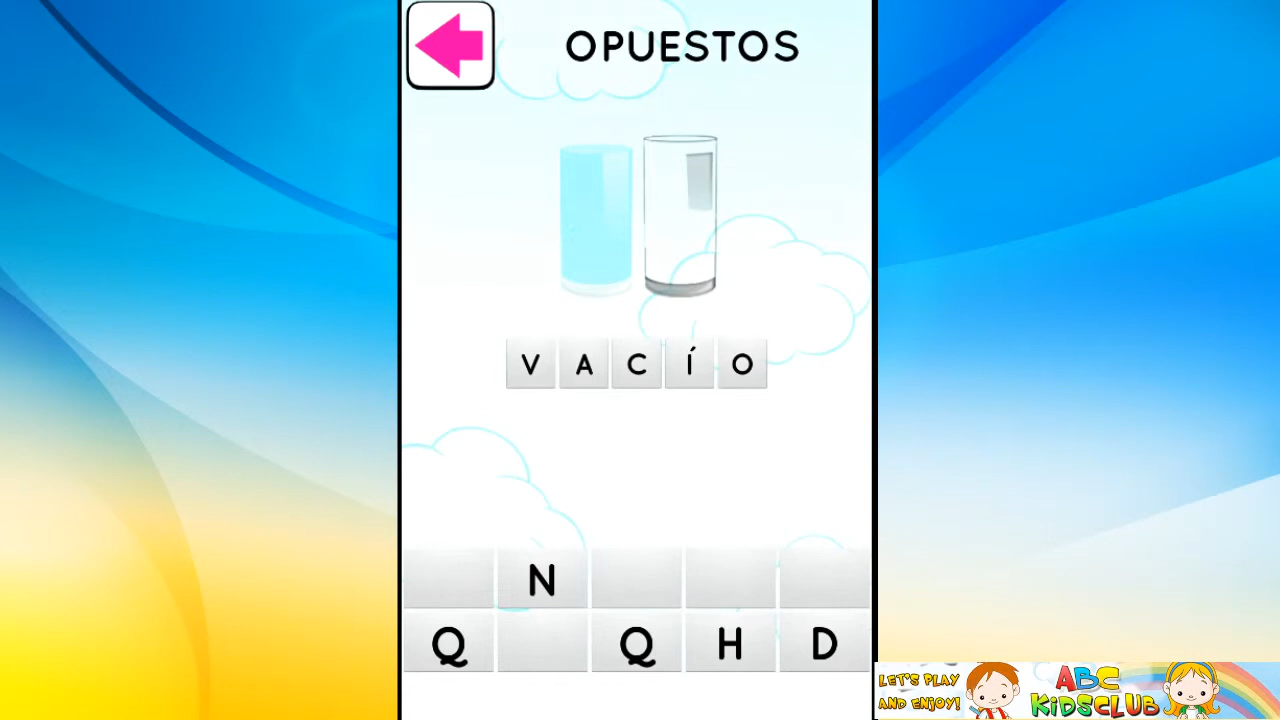 OPUESTOS
V A C Í O
N
Q Q H D
LET'S PLAY
AND ENJOY!
ABC
KIDSCLUB